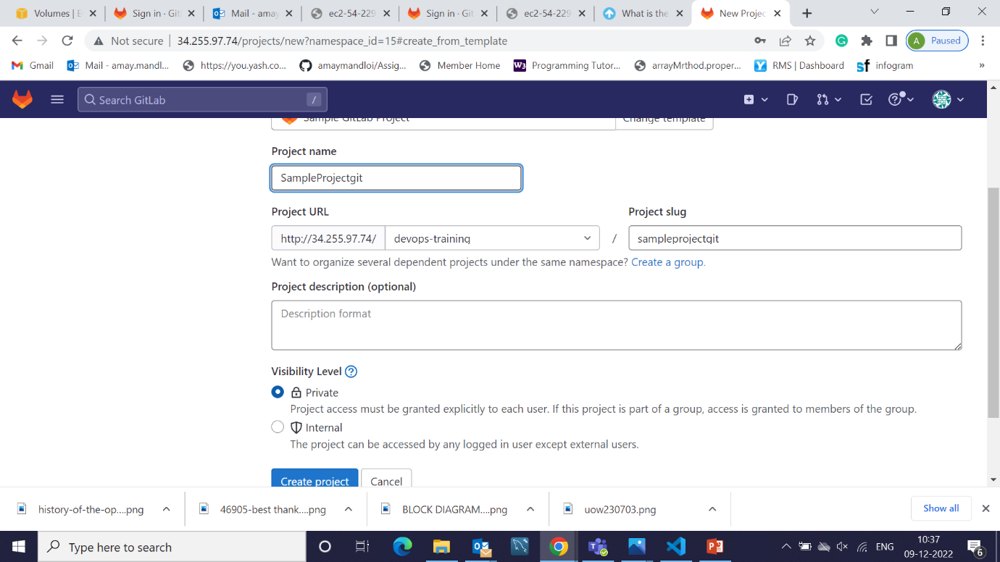 Volumes | E
Sign in · Git
Mail - amay
ec2-54-229
Sign in · Git
ec2-54-229
What is the
New Projec
Not secure
34.255.97.74/projects/new?namespace_id=15#create_from_template
A Paused
Gmail
Mail - amay.mandl...
https://you.yash.co...
amaymandloi/Assig...
Member Home
W3 Programming Tutor...
arrayMrthod.proper...
Y RMS | Dashboard
sf infogram
»
Search GitLab /
Sample GitLab Project
Change template
Project name
SampleProjectgit
Project URL
Project slug
http://34.255.97.74/ devops-training / sampleprojectgit
Want to organize several dependent projects under the same namespace? Create a group.
Project description (optional)
Description format
Visibility Level ?
Private
Project access must be granted explicitly to each user. If this project is part of a group, access is granted to members of the group.
Internal
The project can be accessed by any logged in user except external users.
Create project Cancel
history-of-the-op....png
46905-best thank....png
BLOCK DIAGRAM....png
uow230703.png
Show all
Type here to search
ENG
10:37
09-12-2022
6